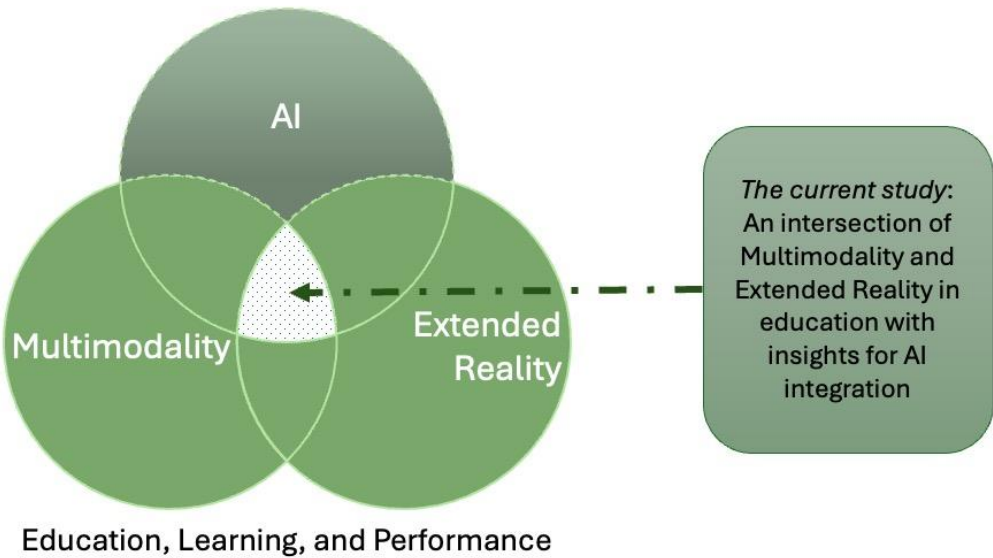 AI
Multimodality
Extended
Reality
The current study:
An intersection of
Multimodality and
Extended Reality in
education with
insights for AI
integration
Education, Learning, and Performance